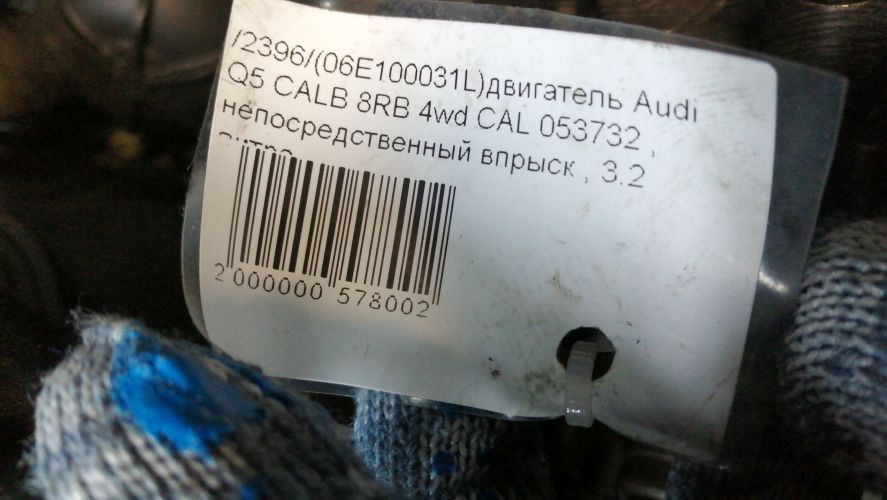 /2396/(06E100031L)двигатель Audi
Q5 CALB 8RB 4wd CAL 053732 ,
непосредственный впрыск , 3.2
2 000000 578002